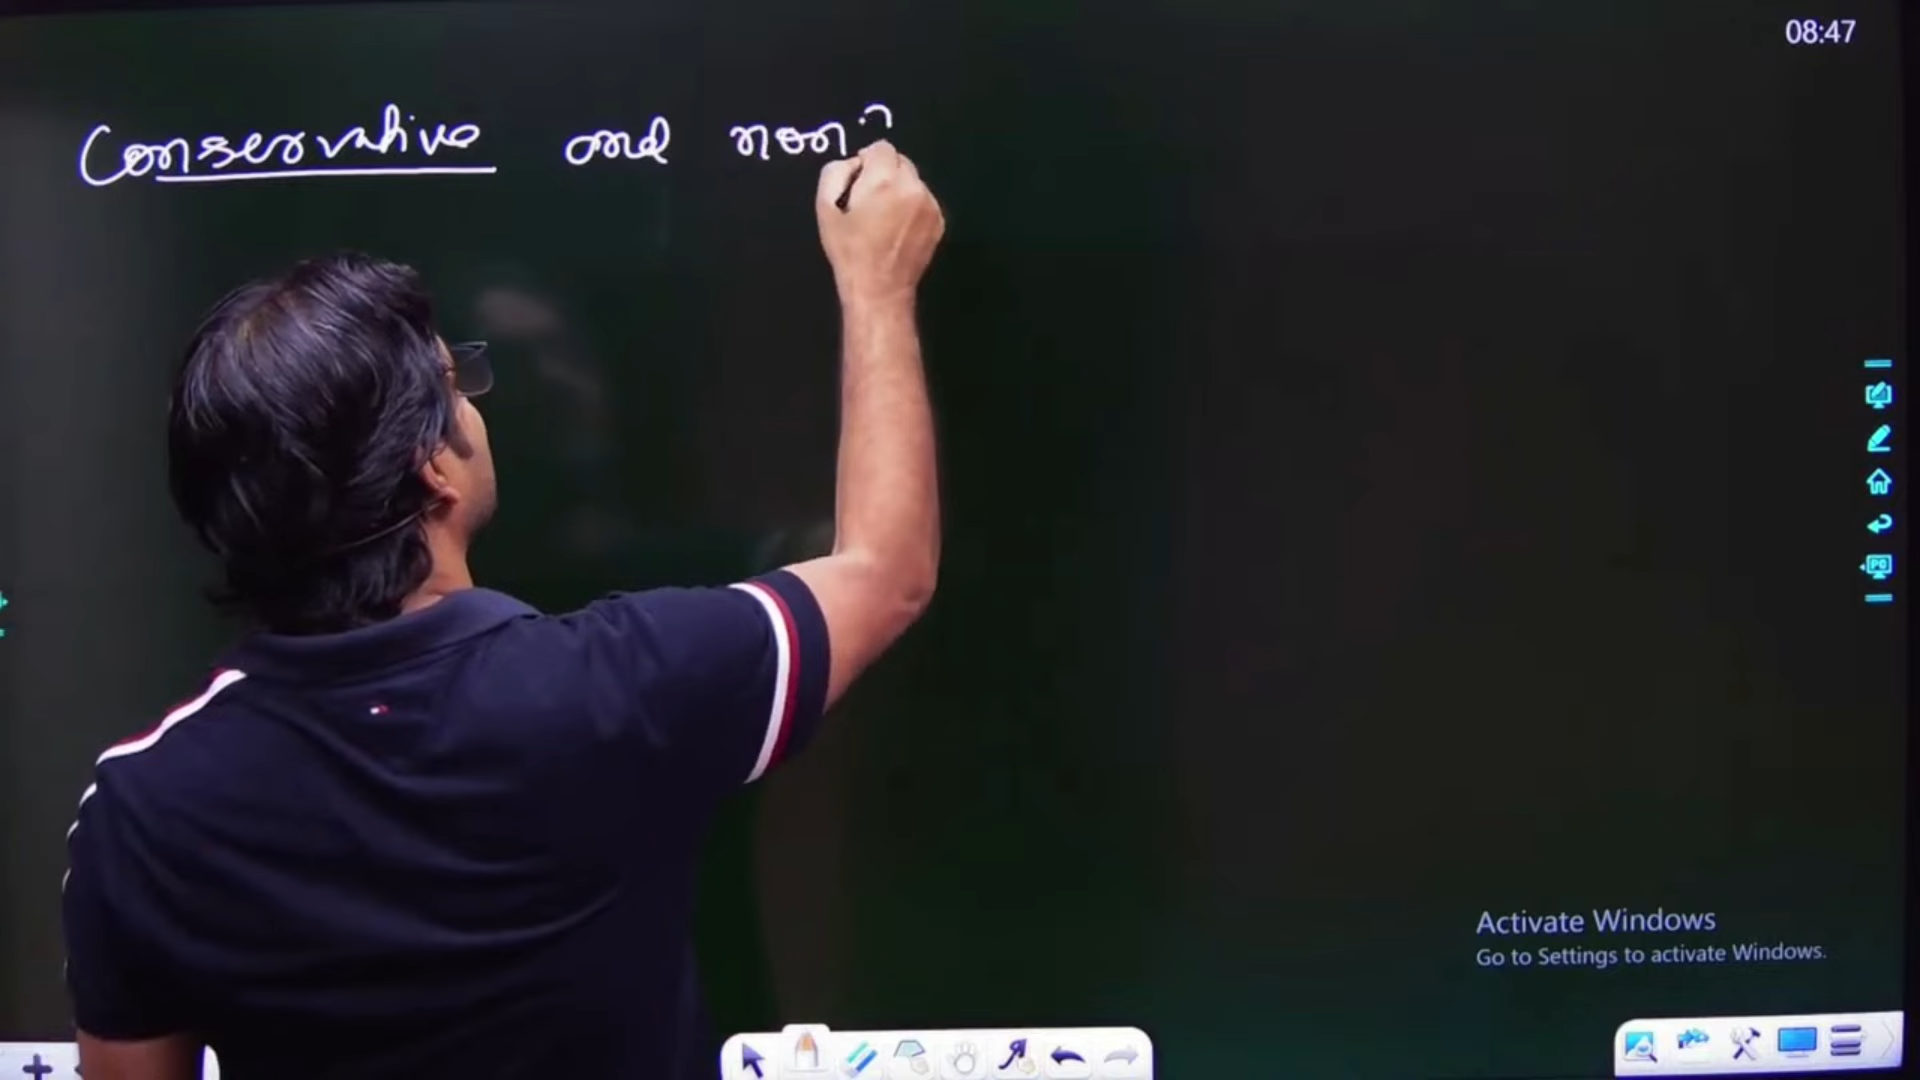 08:47
Conservative and non
Activate Windows
Go to Settings to activate Windows.